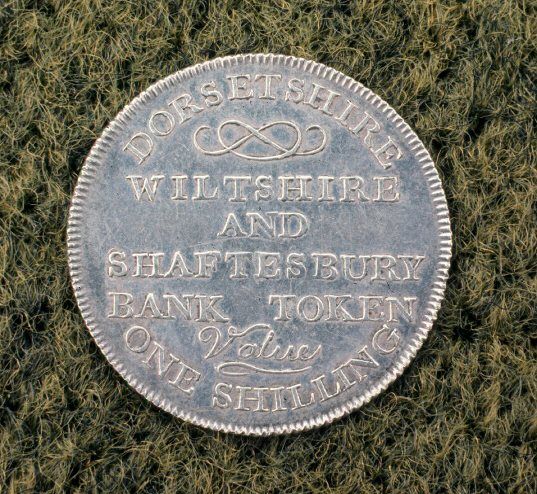 DORSETSHIRE
WILTSHIRE
AND
SHAFTESBURY
BANK TOKEN
Value
ONE SHILLING